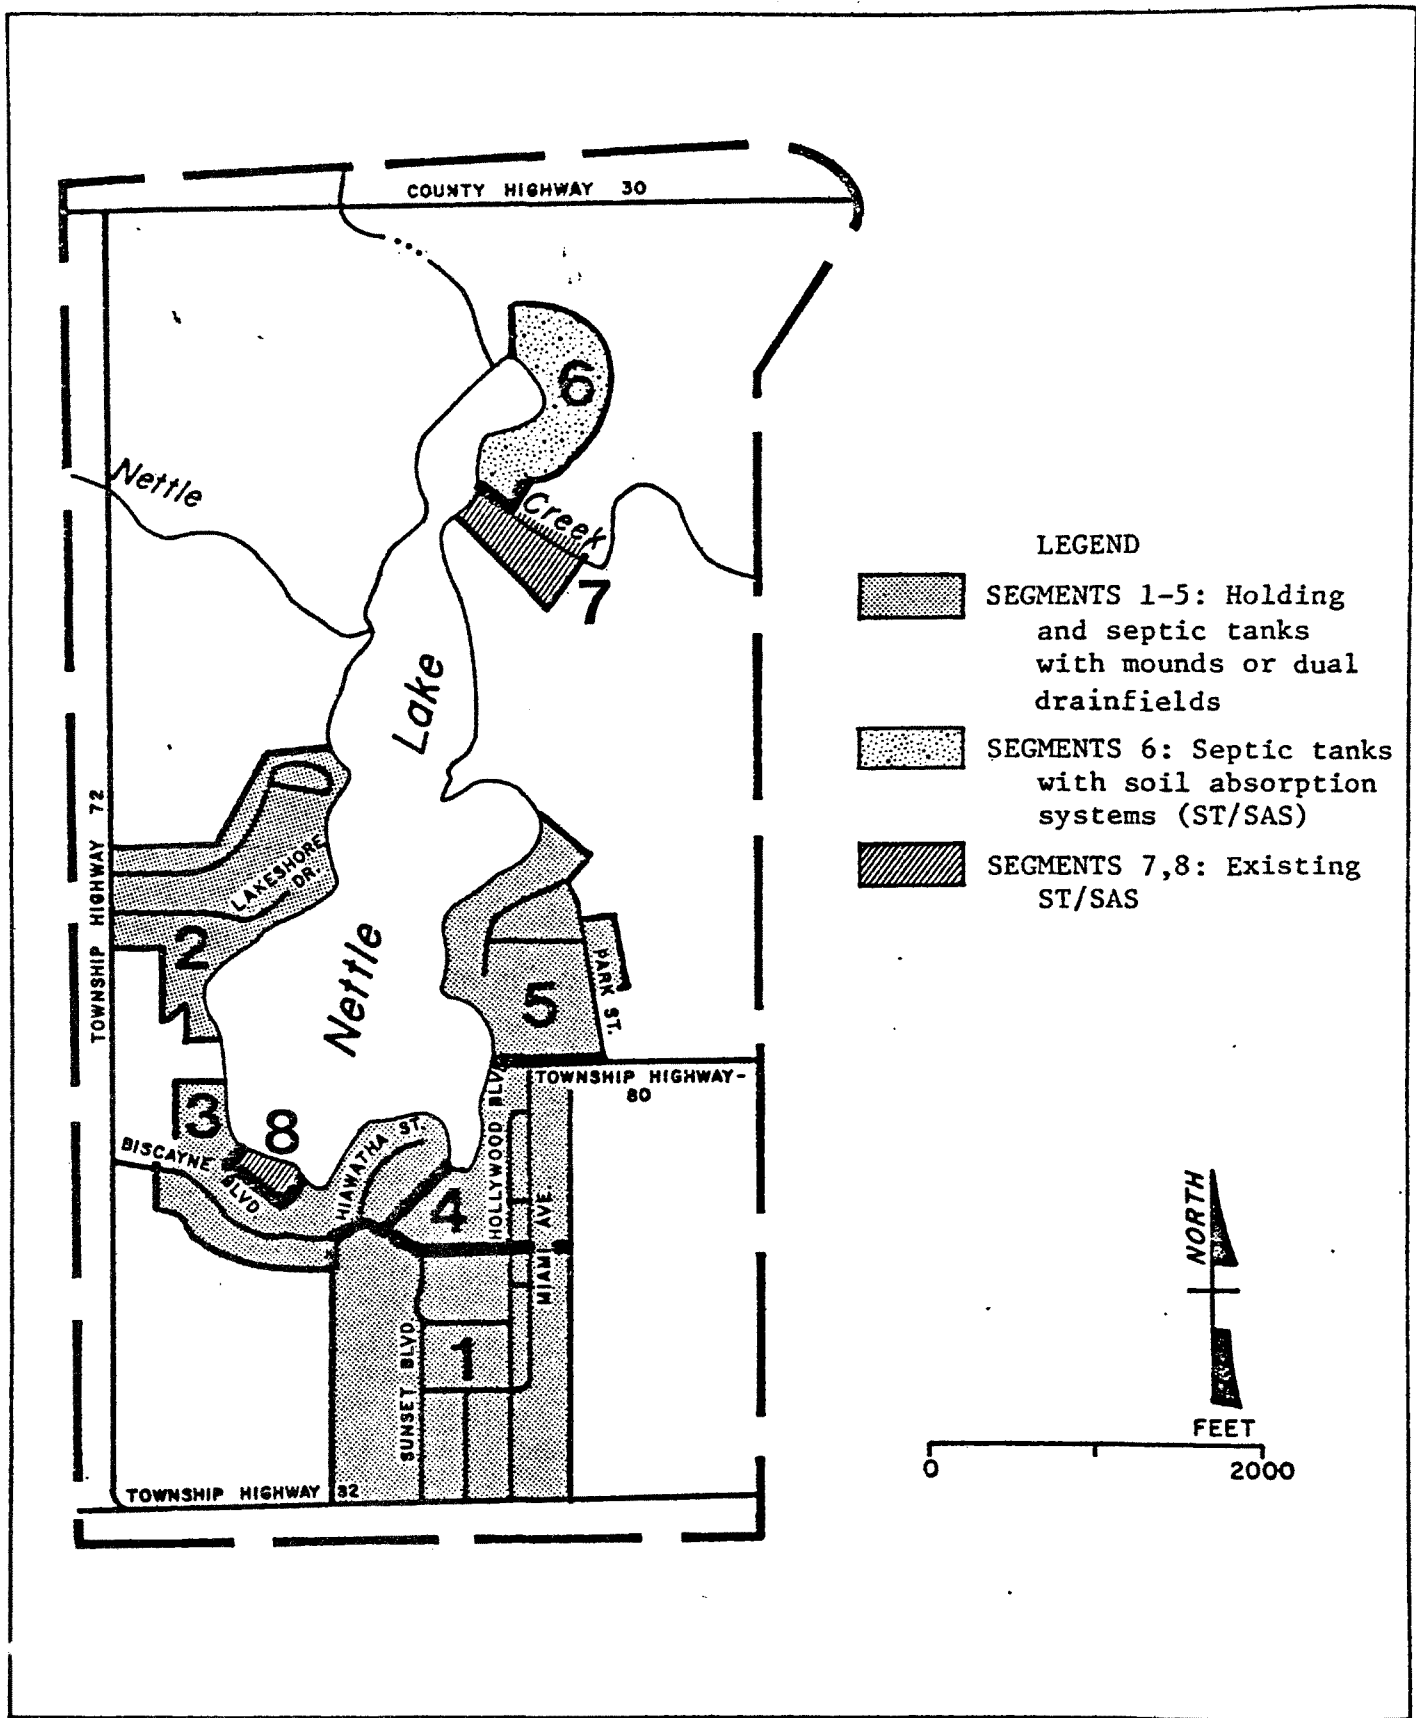 COUNTY HIGHWAY 30
6
Nettle
Creek
7
Lake
LEGEND
SEGMENTS 1-5: Holding
and septic tanks
with mounds or dual
drainfields
SEGMENTS 6: Septic tanks
with soil absorption
systems (ST/SAS)
SEGMENTS 7,8: Existing
ST/SAS
TOWNSHIP HIGHWAY 72
LAKESHORE
DR.
2
Nettle
5
PARK ST.
TOWNSHIP HIGHWAY-
80
3
8
BISCAYNE
BLVD
HIAWATHA ST.
4
HOLLYWOOD BLVD
MIAMI AVE.
1
SUNSET BLVD.
TOWNSHIP HIGHWAY 32
NORTH
FEET
0 2000